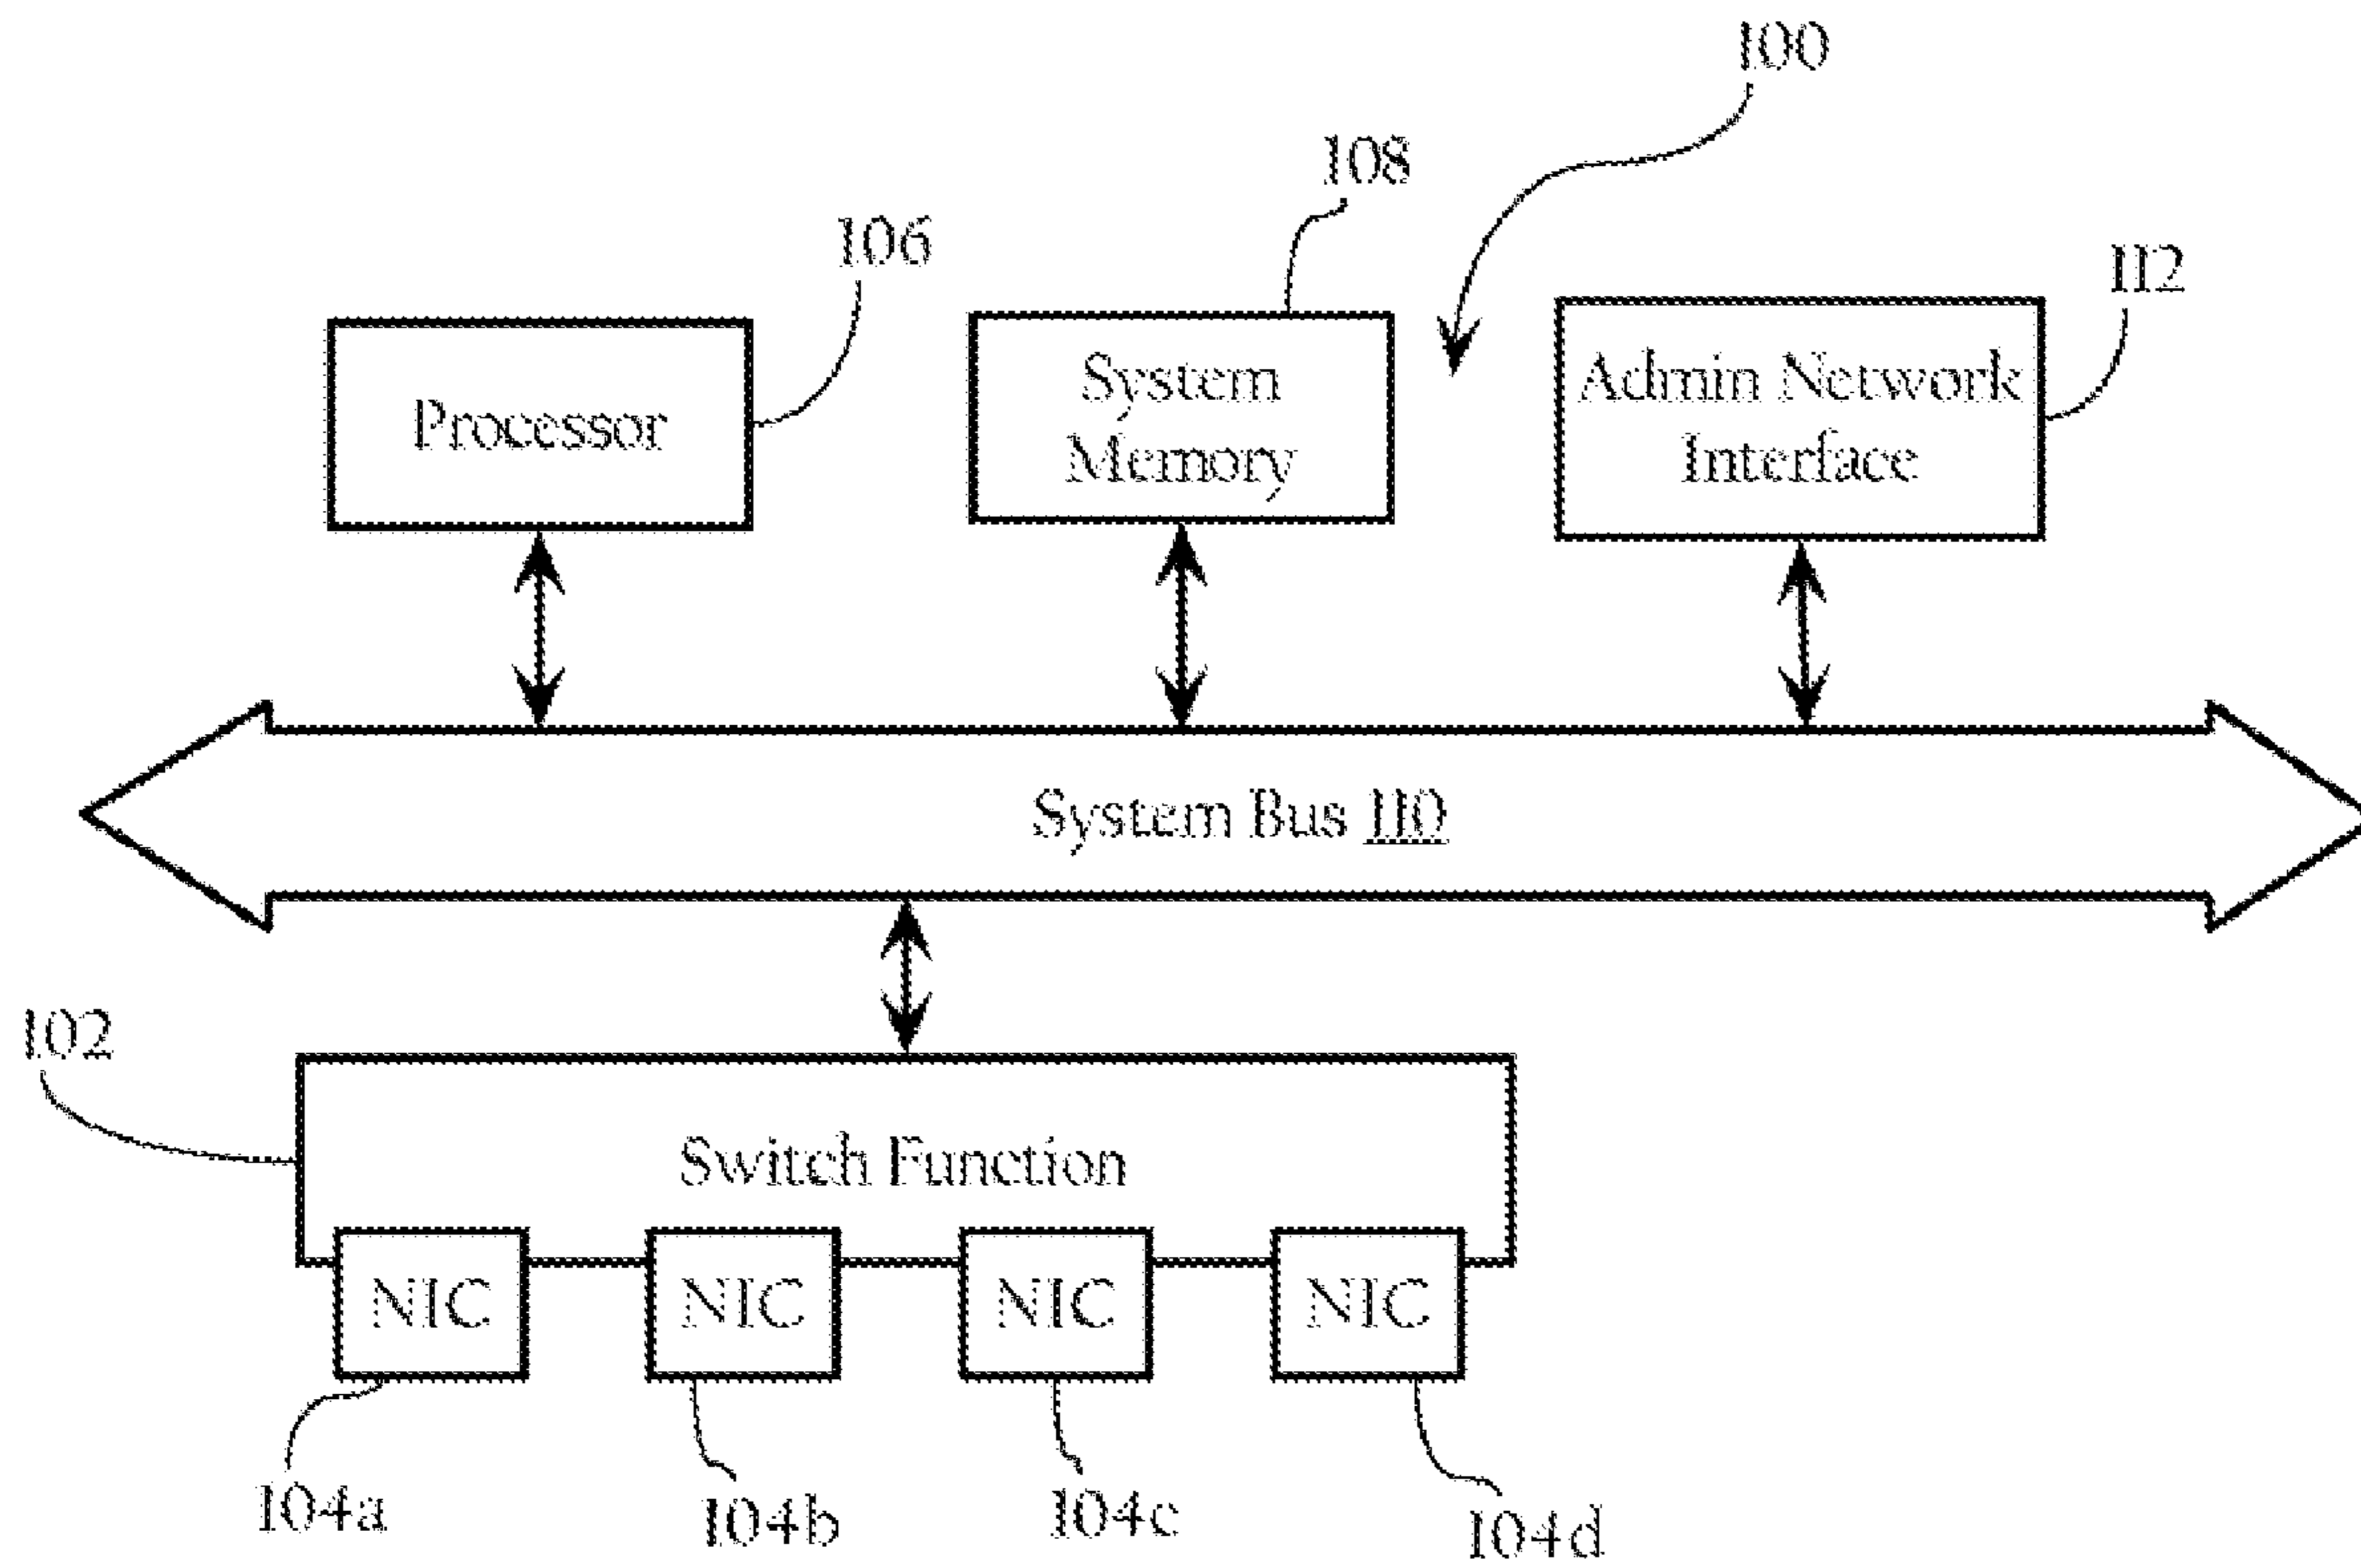 100
108
106
112
Processor
System
Memory
Admin Network
Interface
System Bus 110
102
Switch Function
NIC
NIC
NIC
NIC
104a
104b
104c
104d